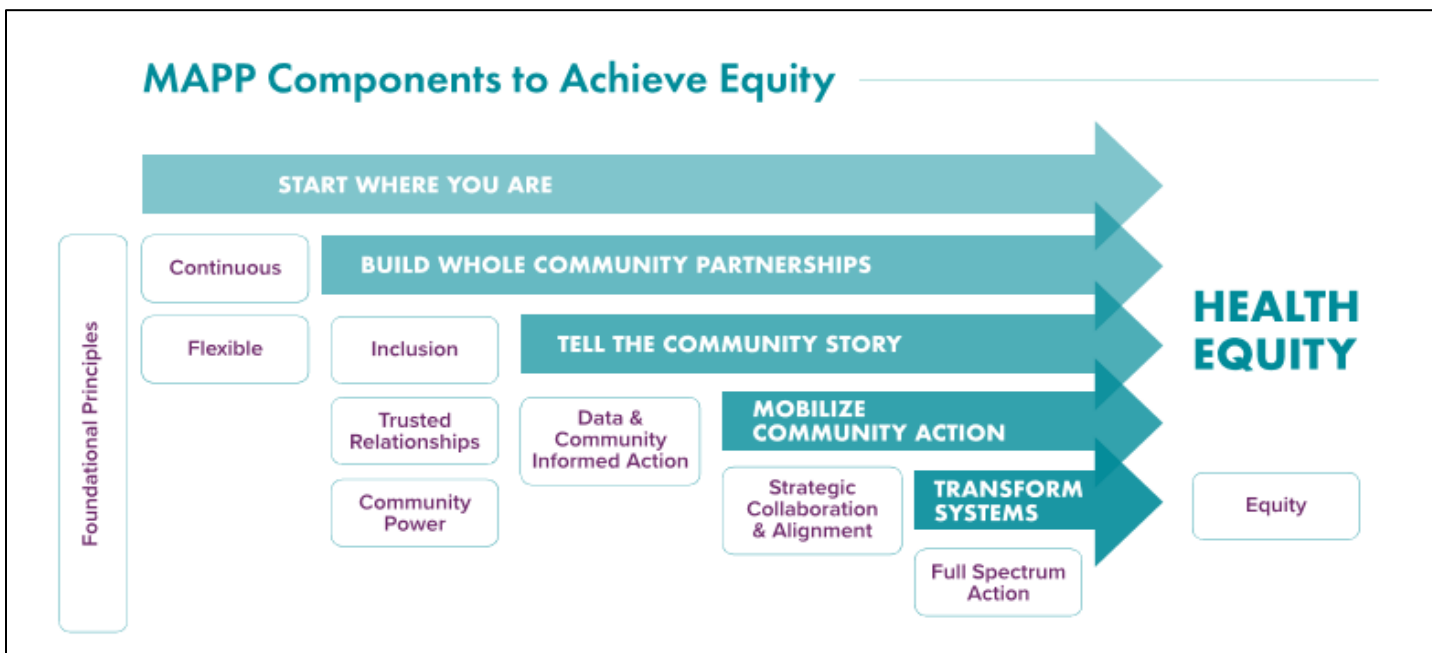 MAPP Components to Achieve Equity
START WHERE YOU ARE
Foundational Principles
Continuous
BUILD WHOLE COMMUNITY PARTNERSHIPS
HEALTH
EQUITY
Flexible
Inclusion
TELL THE COMMUNITY STORY
Trusted
Relationships
Data &
Community
Informed Action
MOBILIZE
COMMUNITY ACTION
Community
Power
Strategic
Collaboration
& Alignment
TRANSFORM
SYSTEMS
Equity
Full Spectrum
Action